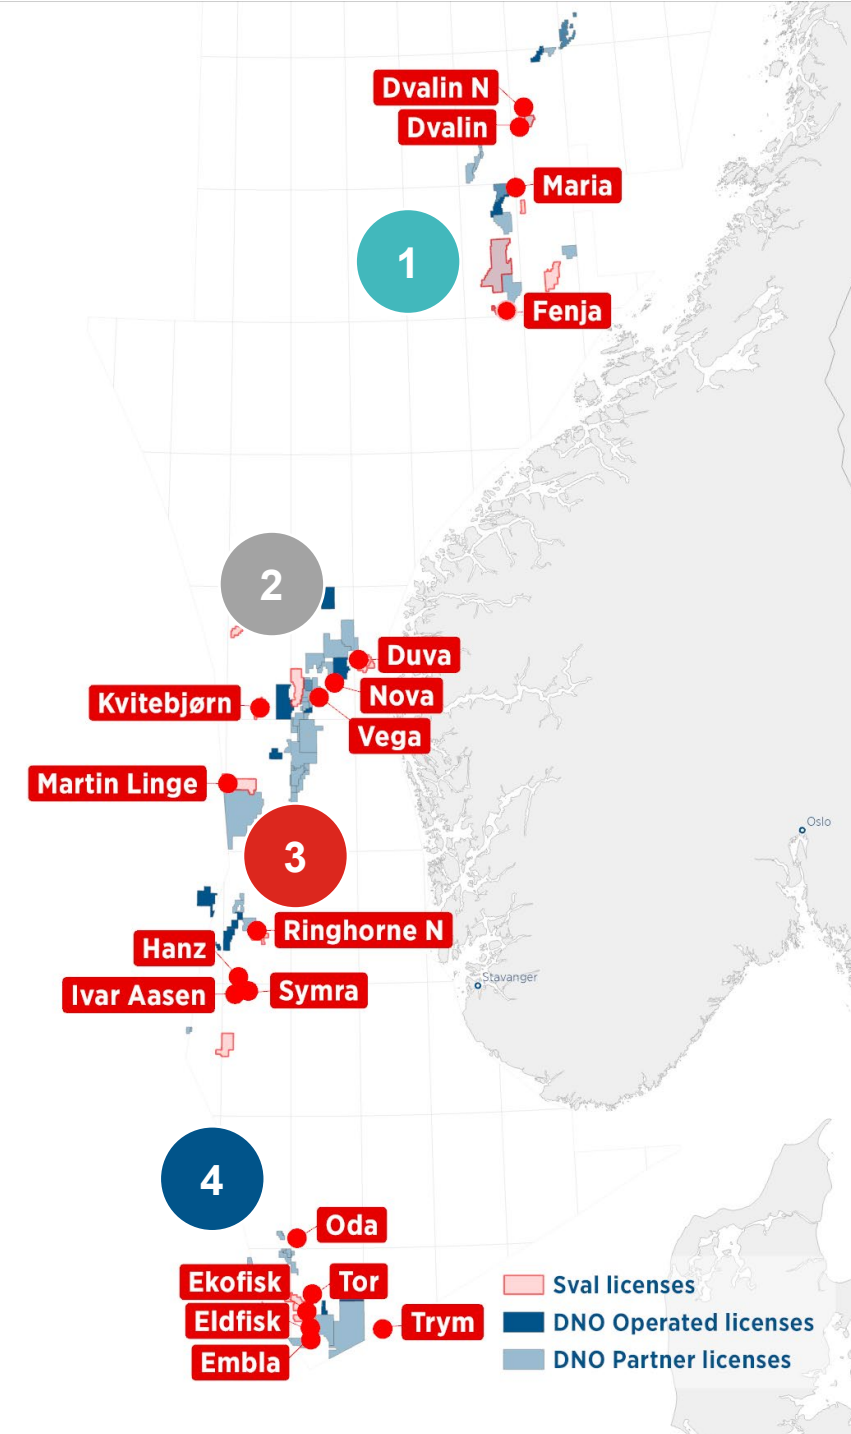 Dvalin N
Dvalin
Maria
1
Fenja
2
Duva
Nova
Kvitebjørn
Vega
Martin Linge
Oslo
3
Ringhorne N
Hanz
Stavanger
Ivar Aasen
Symra
4
Oda
Ekofisk
Tor
Eldfisk
Trym
Embla
Sval licenses
DNO Operated licenses
DNO Partner licenses